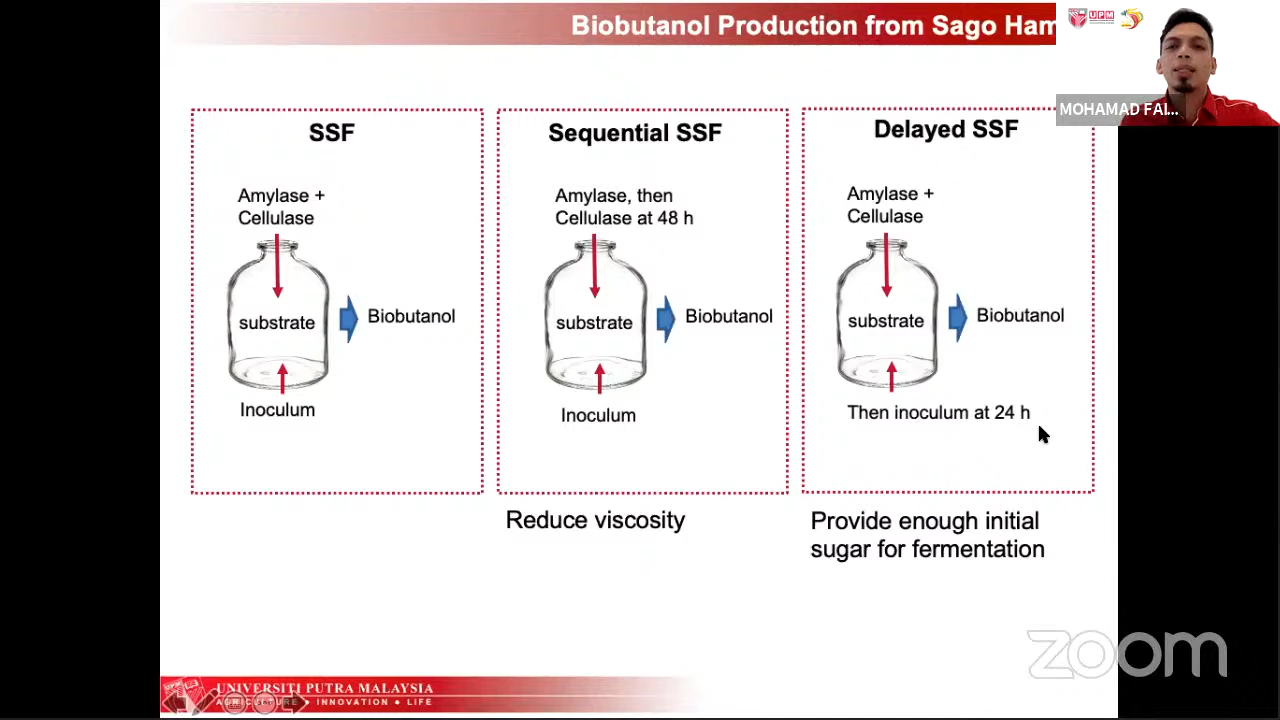 Biobutanol Production from Sago Ham
UPM
MOHAMAD FAI...
SSF
Amylase +
Cellulase
substrate
Biobutanol
Inoculum
Sequential SSF
Amylase, then
Cellulase at 48 h
substrate
Biobutanol
Inoculum
Reduce viscosity
Delayed SSF
Amylase +
Cellulase
substrate
Biobutanol
Then inoculum at 24 h
Provide enough initial
sugar for fermentation
zoom
UNIVERSITI PUTRA MALAYSIA
AGRICULTURE • INNOVATION • LIFE